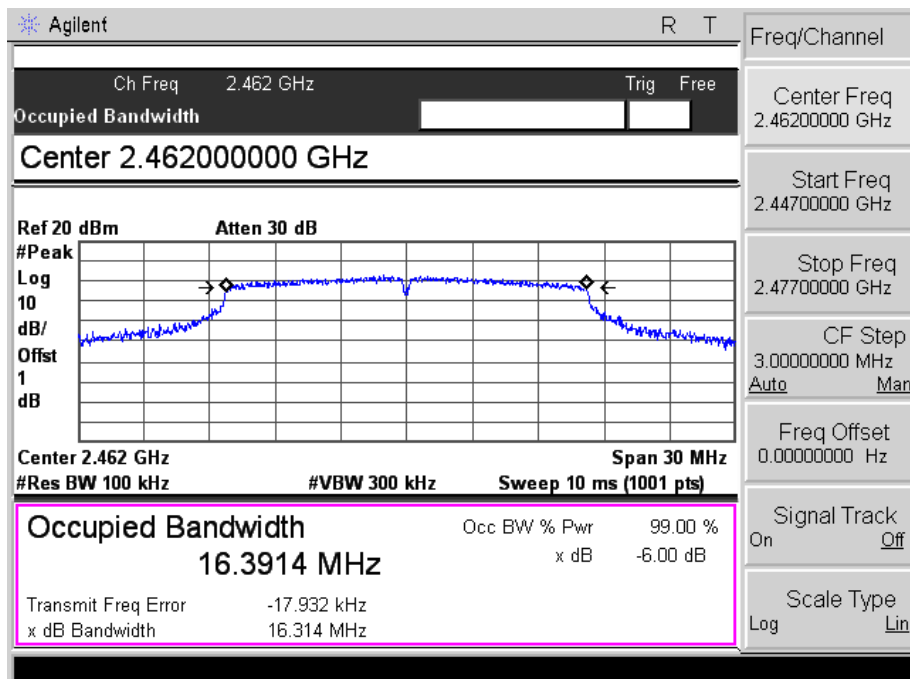 Agilent R T
Freq/Channel
Ch Freq 2.462 GHz Trig Free
Occupied Bandwidth
Center 2.462000000 GHz
Ref 20 dBm Atten 30 dB
#Peak
Log
10
dB/
Offst
1
dB
Center 2.462 GHz Span 30 MHz
#Res BW 100 kHz #VBW 300 kHz Sweep 10 ms (1001 pts)
Occupied Bandwidth Occ BW % Pwr 99.00 %
16.3914 MHz x dB -6.00 dB
Transmit Freq Error -17.932 kHz
x dB Bandwidth 16.314 MHz
Center Freq
2.46200000 GHz
Start Freq
2.44700000 GHz
Stop Freq
2.47700000 GHz
CF Step
3.00000000 MHz
Auto Man
Freq Offset
0.00000000 Hz
Signal Track
On Off
Scale Type
Log Lin